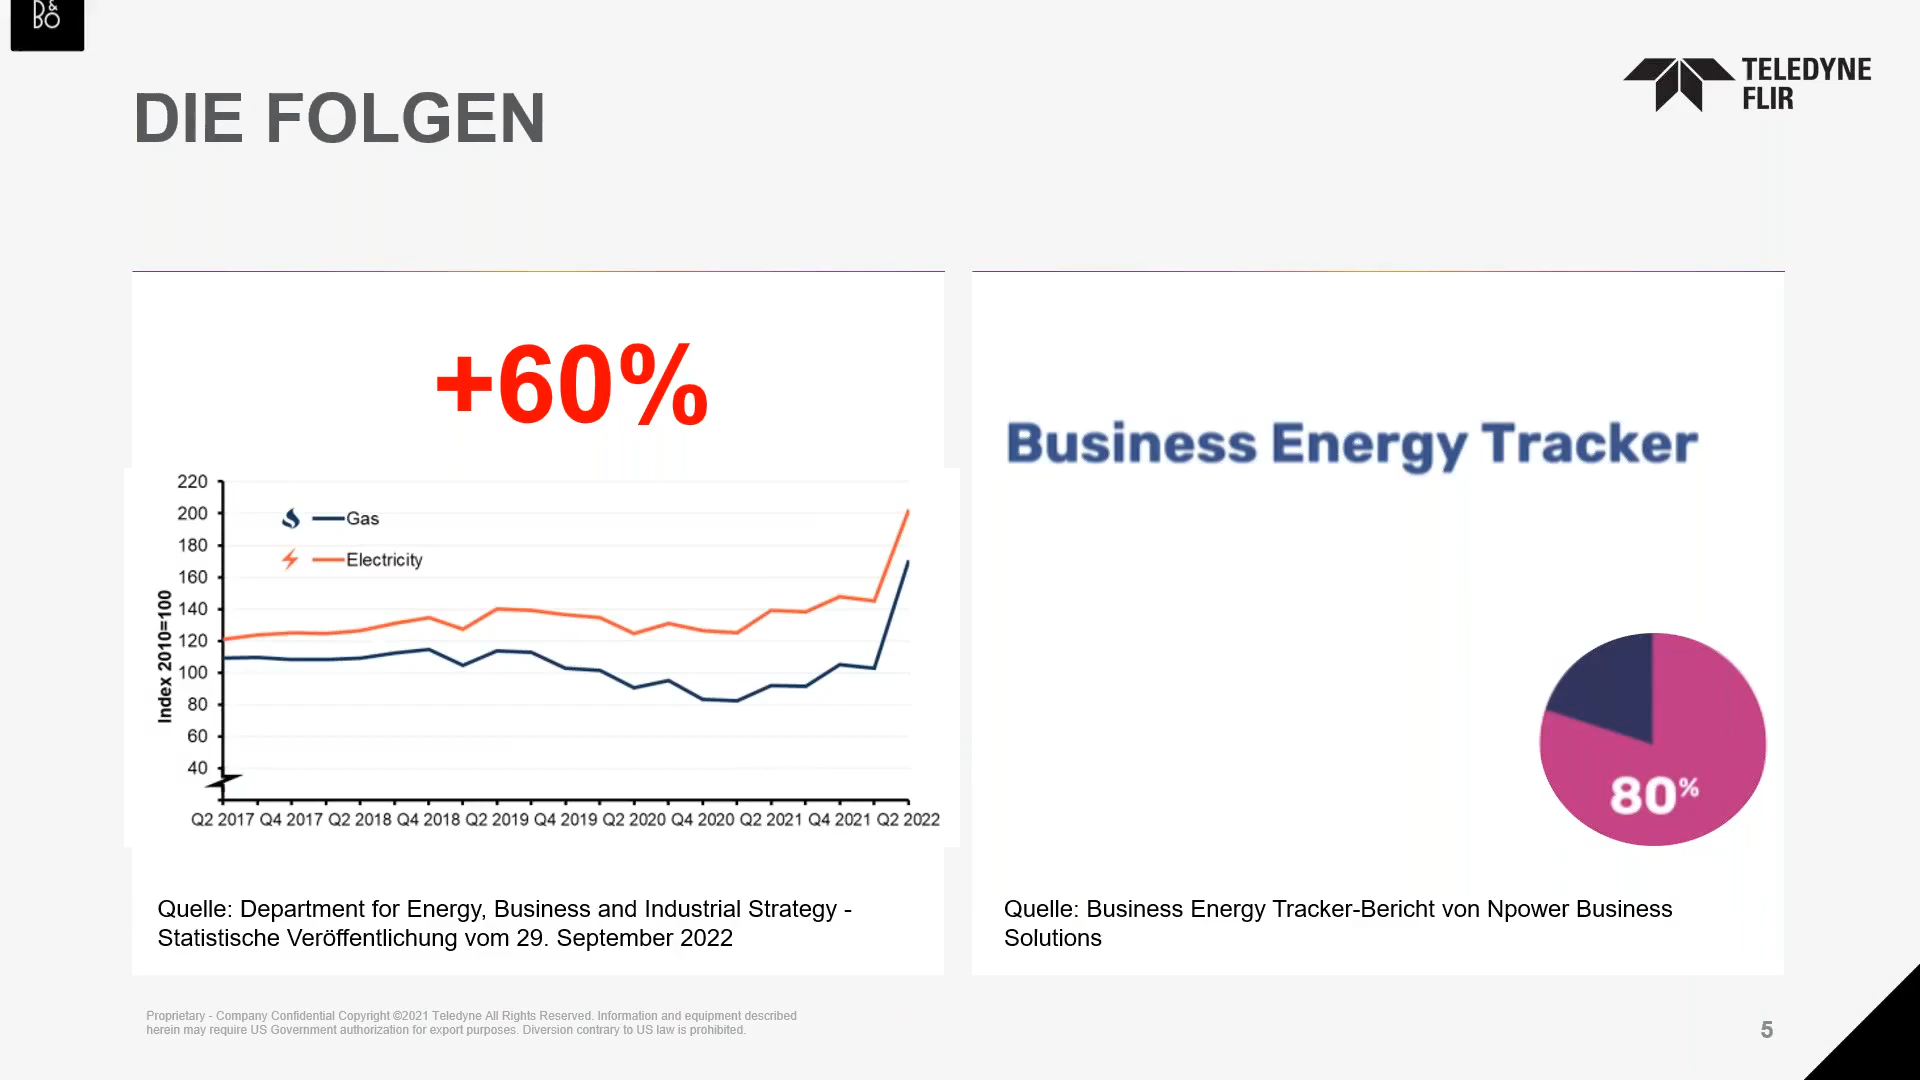 B&
BO
TELEDYNE
FLIR
DIE FOLGEN
+60%
220
200
180
160
140
120
100
80
60
40
Index 2010=100
Gas
Electricity
Q2 2017 Q4 2017 Q2 2018 Q4 2018 Q2 2019 Q4 2019 Q2 2020 Q4 2020 Q2 2021 Q4 2021 Q2 2022
Quelle: Department for Energy, Business and Industrial Strategy -
Statistische Veröffentlichung vom 29. September 2022
Business Energy Tracker
80%
Quelle: Business Energy Tracker-Bericht von Npower Business
Solutions
Proprietary - Company Confidential Copyright ©2021 Teledyne All Rights Reserved. Information and equipment described
herein may require US Government authorization for export purposes. Diversion contrary to US law is prohibited.
5